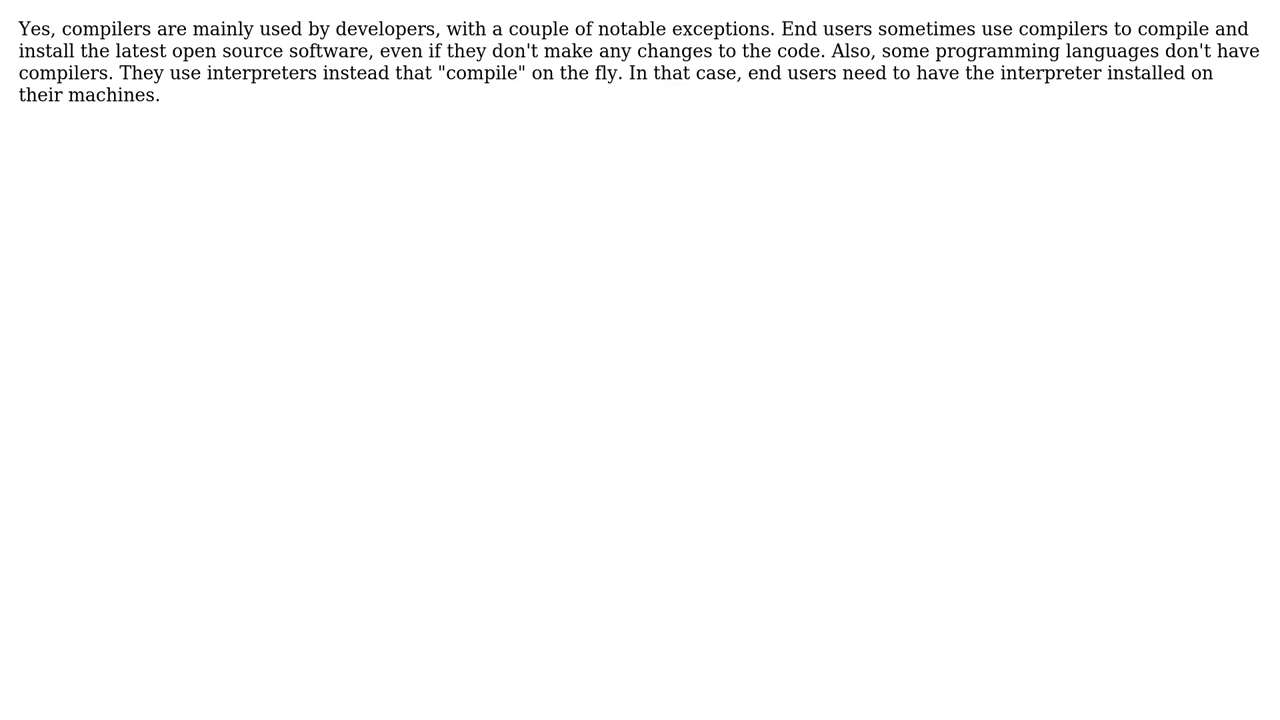 Yes, compilers are mainly used by developers, with a couple of notable exceptions. End users sometimes use compilers to compile and
install the latest open source software, even if they don't make any changes to the code. Also, some programming languages don't have
compilers. They use interpreters instead that "compile" on the fly. In that case, end users need to have the interpreter installed on
their machines.